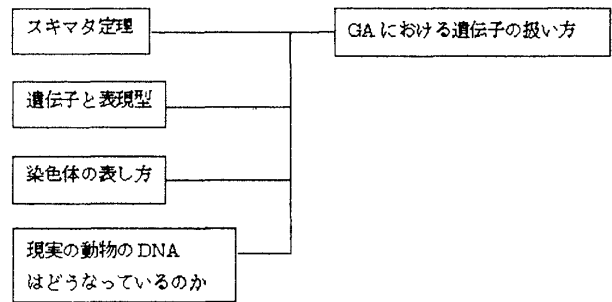 スキマタ定理
GAにおける遺伝子の扱い方
遺伝子と表現型
染色体の表し方
現実の動物のDNA
はどうなっているのか